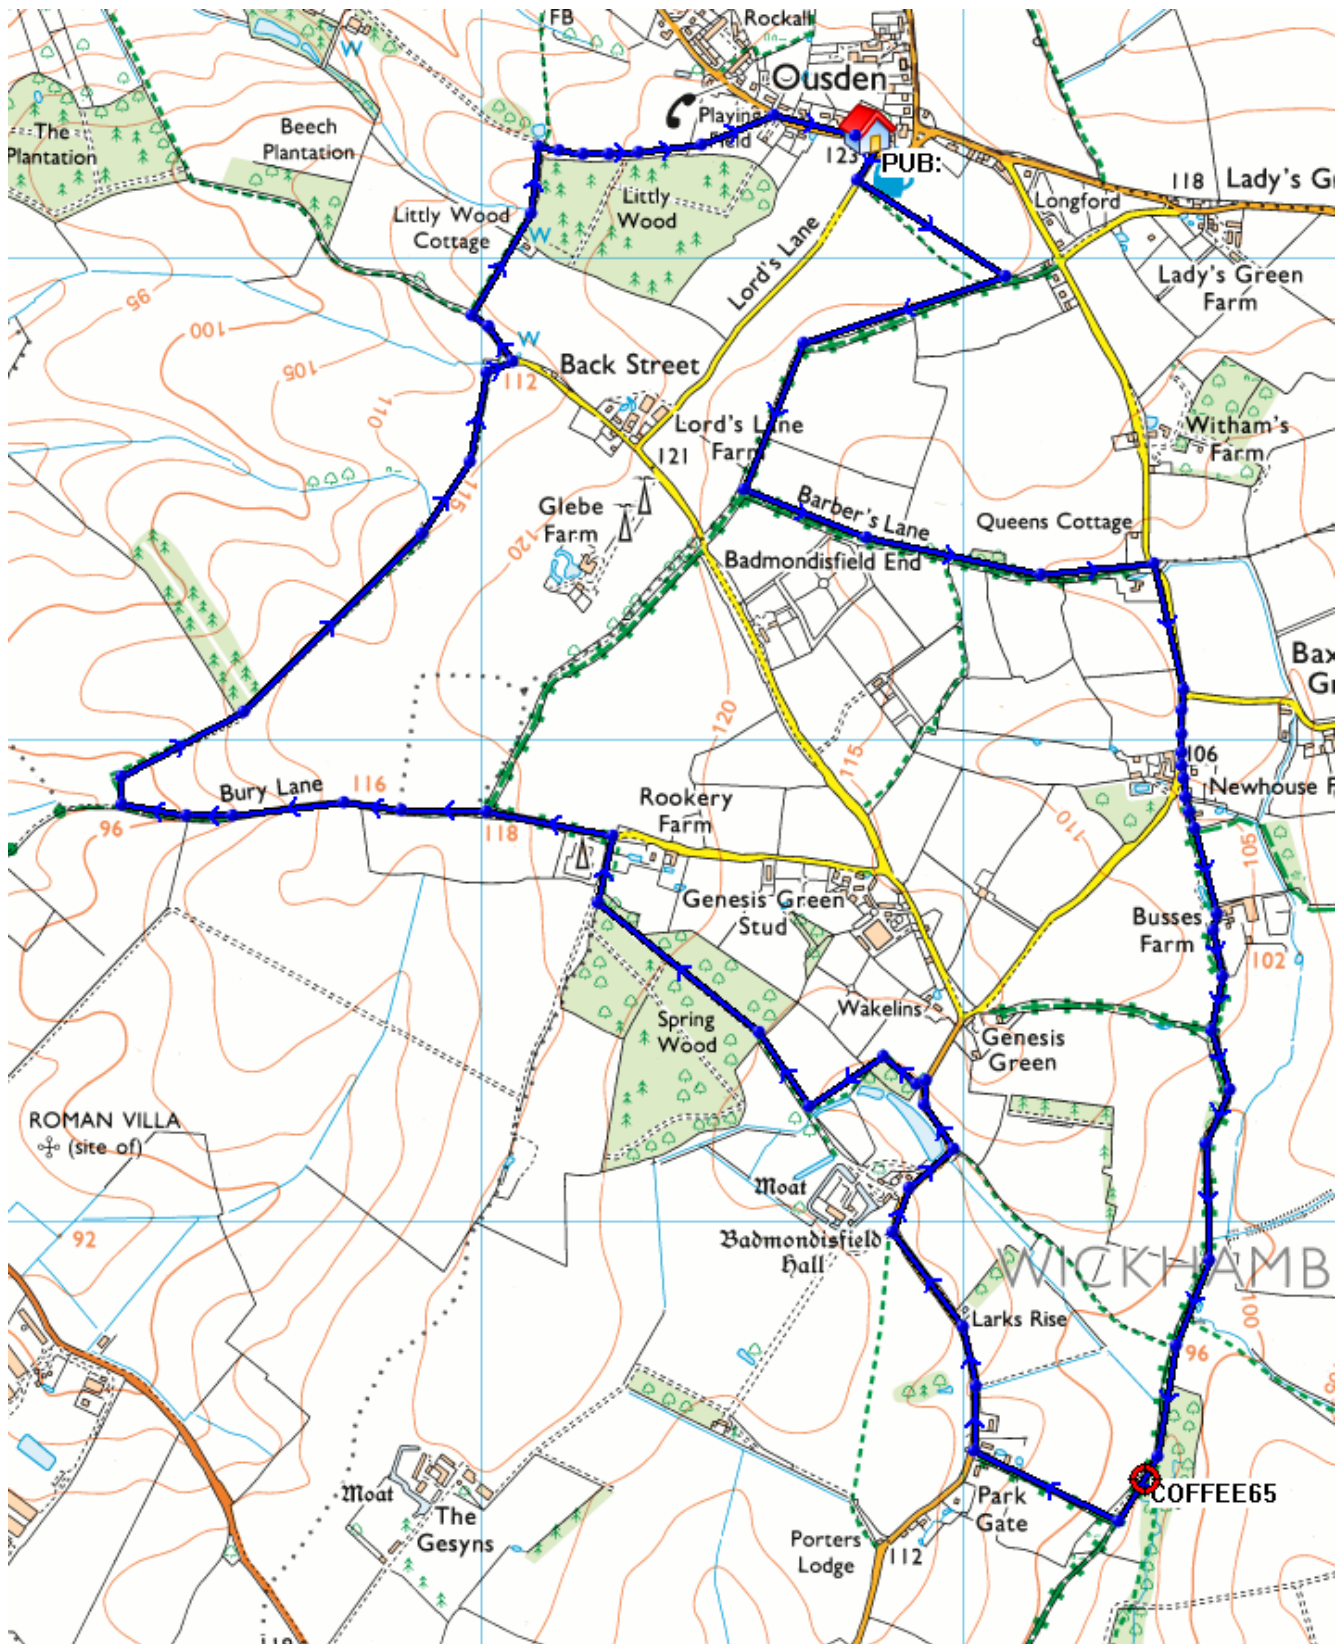 FB
Rockall
W
Ousden
The
Plantation
Beech
Plantation
Playing
Field
123
PUB:
118
Lady's G
Longford
Littly Wood
Cottage
Littly
Wood
W
Lord's Lane
Lady's Green
Farm
95
100
105
110
W
112
Back Street
Lord's Lane
Farm
121
Witham's
Farm
115
Glebe
Farm
120
Barber's Lane
Queens Cottage
Badmondisfield End
Bax
Gr
120
115
106
Newhouse F
Bury Lane
116
96
118
Rookery
Farm
110
105
Genesis Green
Stud
Busses
Farm
102
Wakelins
Spring
Wood
Genesis
Green
ROMAN VILLA
(site of)
Moat
Badmondisfield
Hall
92
WICKHAMB
100
Larks Rise
96
Moat
The
Gesyns
Park
Gate
COFFEE65
Porters
Lodge
112